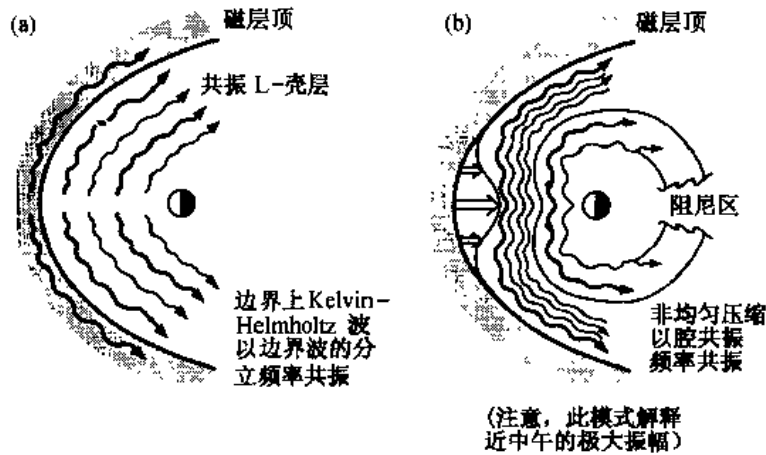 (a)
磁层顶
共振 L-壳层
边界上Kelvin-
Helmholtz 波
以边界波的分
立频率共振
(b)
磁层顶
阻尼区
非均匀压缩
以腔共振
频率共振
(注意，此模式解释
近中午的极大振幅)